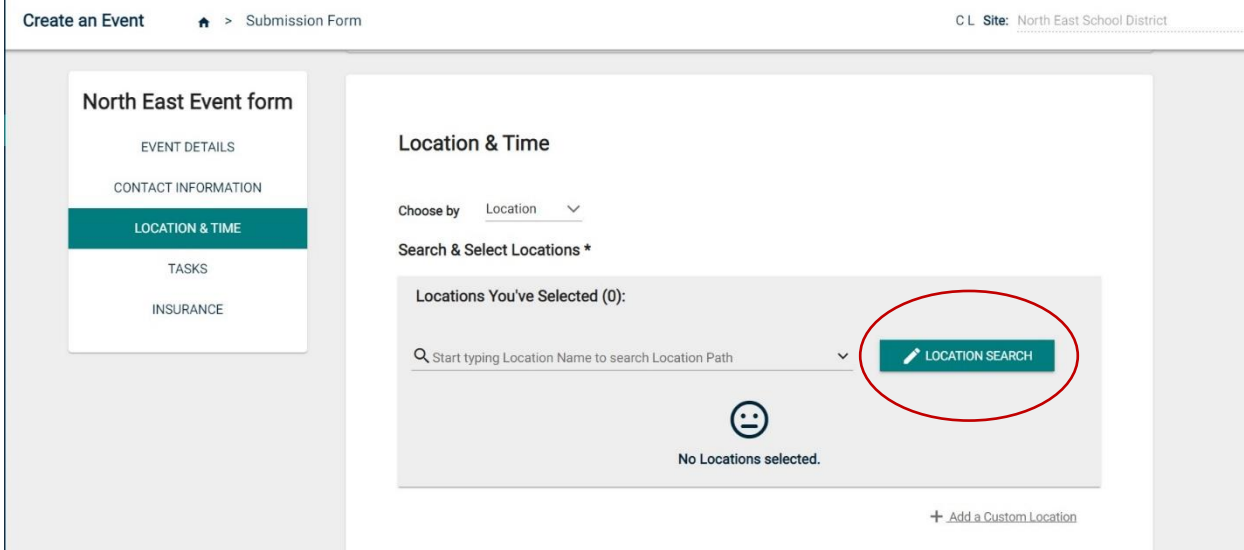 Create an Event > Submission Form C L Site: North East School District
North East Event form
EVENT DETAILS
CONTACT INFORMATION
LOCATION & TIME
TASKS
INSURANCE
Location & Time
Choose by Location
Search & Select Locations *
Locations You've Selected (0):
Start typing Location Name to search Location Path
LOCATION SEARCH
No Locations selected.
+ Add a Custom Location